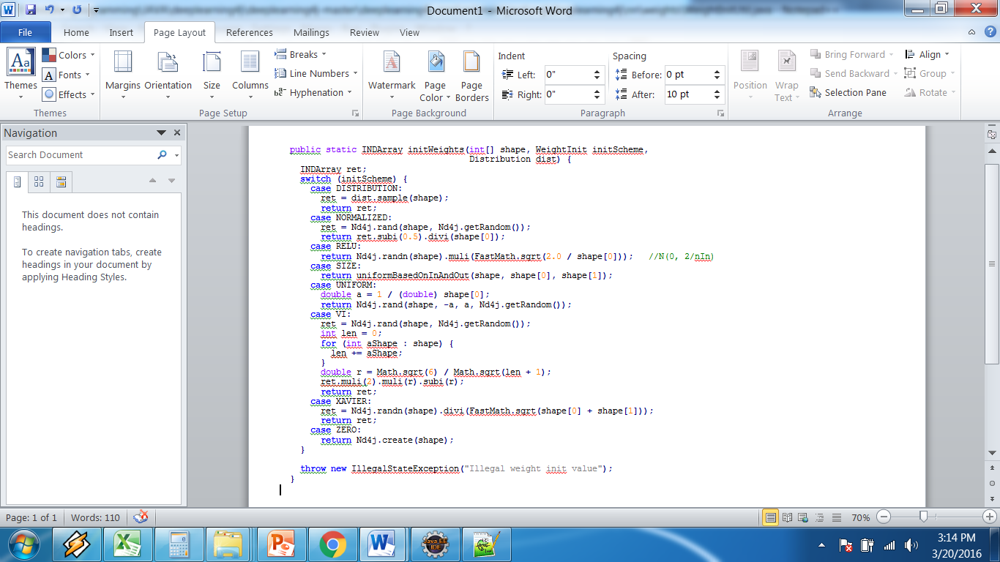 Document1 - Microsoft Word
File Home Insert Page Layout References Mailings Review View
Colors
Fonts
Effects
Themes
Themes
Margins Orientation Size Columns
Breaks
Line Numbers
Hyphenation
Page Setup
Watermark Page Color Page Borders
Page Background
Indent Spacing
Left: 0" Before: 0 pt
Right: 0" After: 10 pt
Paragraph
Position Wrap Text
Bring Forward
Send Backward
Selection Pane
Align
Group
Rotate
Arrange
Navigation
Search Document
This document does not contain
headings.
To create navigation tabs, create
headings in your document by
applying Heading Styles.
public static INDArray initWeights(int[] shape, WeightInit initScheme,
Distribution dist) {
INDArray ret;
switch (initScheme) {
case DISTRIBUTION:
ret = dist.sample(shape);
return ret;
case NORMALIZED:
ret = Nd4j.rand(shape, Nd4j.getRandom());
return ret.subi(0.5).divi(shape[0]);
case RELU:
return Nd4j.randn(shape).muli(FastMath.sqrt(2.0 / shape[0])); //N(0, 2/nIn)
case SIZE:
return uniformBasedOnInAndOut(shape, shape[0], shape[1]);
case UNIFORM:
double a = 1 / (double) shape[0];
return Nd4j.rand(shape, -a, a, Nd4j.getRandom());
case VI:
ret = Nd4j.rand(shape, Nd4j.getRandom());
int len = 0;
for (int aShape : shape) {
len += aShape;
}
double r = Math.sqrt(6) / Math.sqrt(len + 1);
ret.muli(2).muli(r).subi(r);
return ret;
case XAVIER:
ret = Nd4j.randn(shape).divi(FastMath.sqrt(shape[0] + shape[1]));
return ret;
case ZERO:
return Nd4j.create(shape);
}
throw new IllegalStateException("Illegal weight init value");
}
Page: 1 of 1 Words: 110 70%
Java EE
IDE
3:14 PM
3/20/2016